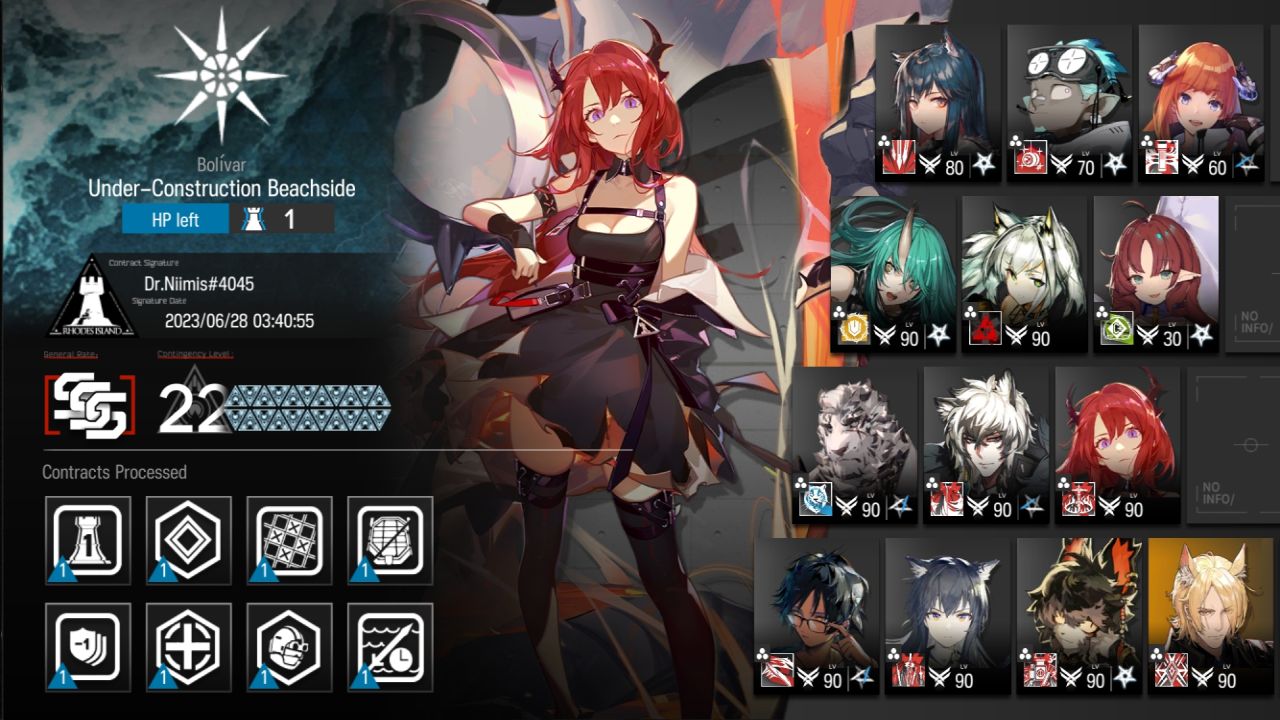 Bolívar
Under-Construction Beachside
HP left 1
Contract Signature
Dr.Niimis#4045
Signature Date
2023/06/28 03:40:55
RHODES ISLAND
General Rate:
Contingency Level:
22
Contracts Processed
1
1 1 1 1
-1
1 1 1 1
LV LV LV
80 70 60
LV LV LV
90 90 30
NO
INFO/
LV LV LV
90 90 90
NO
INFO/
LV LV LV LV
90 90 90 90